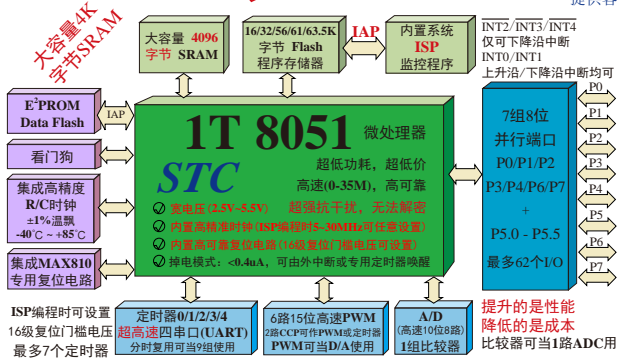 提供客
大容量4K
字节SRAM
大容量 4096
字节 SRAM
16/32/56/61/63.5K
字节 Flash
程序存储器
IAP
内置系统
ISP
监控程序
INT2/INT3/INT4
仅可下降沿中断
INT0/INT1
上升沿/下降沿中断均可
E²PROM
Data Flash
IAP
看门狗
集成高精度
R/C时钟
±1%温飘
-40℃ ~ +85℃
集成MAX810
专用复位电路
1T 8051 微处理器
STC
超低功耗，超低价
高速(0-35M)，高可靠
宽电压(2.5V~5.5V) 超强抗干扰，无法解密
内置高精准时钟(ISP编程时5~30MHz可任意设置)
内置高可靠复位电路(16级复位门槛电压可设置)
掉电模式：<0.4uA，可由外中断或专用定时器唤醒
7组8位
并行端口
P0/P1/P2
P3/P4/P6/P7
+
P5.0 - P5.5
最多62个I/O
P0
P1
P2
P3
P4
P5
P6
P7
ISP编程时可设置
16级复位门槛电压
最多7个定时器
定时器0/1/2/3/4
超高速四串口(UART)
分时复用可当9组使用
6路15位高速PWM
2路CCP可作PWM或定时器
PWM可当D/A使用
A/D
(高速10位8路)
1组比较器
提升的是性能
降低的是成本
比较器可当1路ADC用